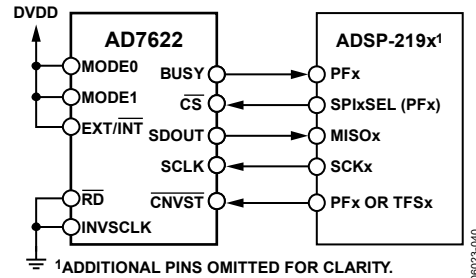 DVDD
AD7622
ADSP-219x¹
MODE0
BUSY
PFx
MODE1
CS
SPIxSEL (PFx)
EXT/INT
SDOUT
MISOx
SCLK
SCKx
RD
CNVST
PFx OR TFSx
INVSCLK
¹ADDITIONAL PINS OMITTED FOR CLARITY.